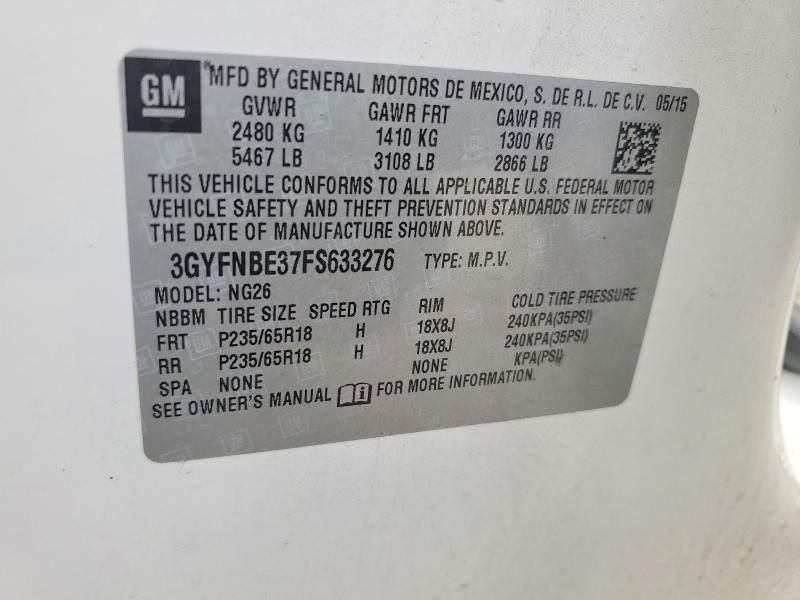 GM
MFD BY GENERAL MOTORS DE MEXICO, S. DE R.L. DE C.V. 05/15
GVWR GAWR FRT GAWR RR
2480 KG 1410 KG 1300 KG
5467 LB 3108 LB 2866 LB
THIS VEHICLE CONFORMS TO ALL APPLICABLE U.S. FEDERAL MOTOR
VEHICLE SAFETY AND THEFT PREVENTION STANDARDS IN EFFECT ON
THE DATE OF MANUFACTURE SHOWN ABOVE.
3GYFNBE37FS633276 TYPE: M.P.V.
MODEL: NG26
NBBM TIRE SIZE SPEED RTG RIM COLD TIRE PRESSURE
FRT P235/65R18 H 18X8J 240KPA(35PSI)
RR P235/65R18 H 18X8J 240KPA(35PSI)
SPA NONE NONE KPA(PSI)
SEE OWNER'S MANUAL FOR MORE INFORMATION.